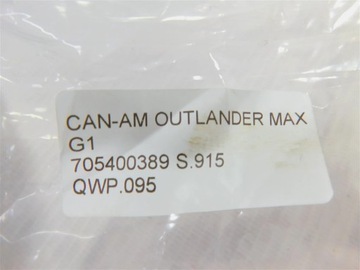 CAN-AM OUTLANDER MAX
G1
705400389 S.915
QWP.095